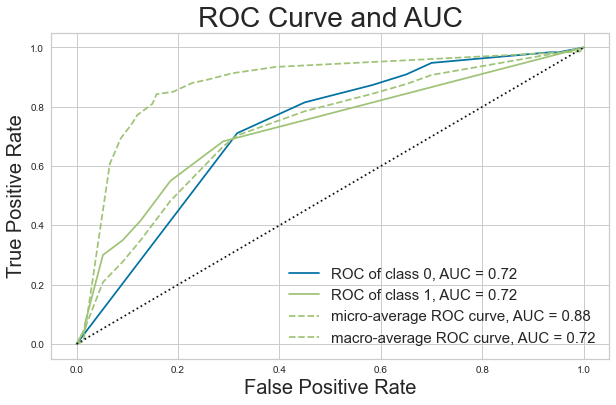 ROC Curve and AUC
1.0
0.8
0.6
0.4
0.2
0.0
True Positive Rate
ROC of class 0, AUC = 0.72
ROC of class 1, AUC = 0.72
micro-average ROC curve, AUC = 0.88
macro-average ROC curve, AUC = 0.72
0.0 0.2 0.4 0.6 0.8 1.0
False Positive Rate